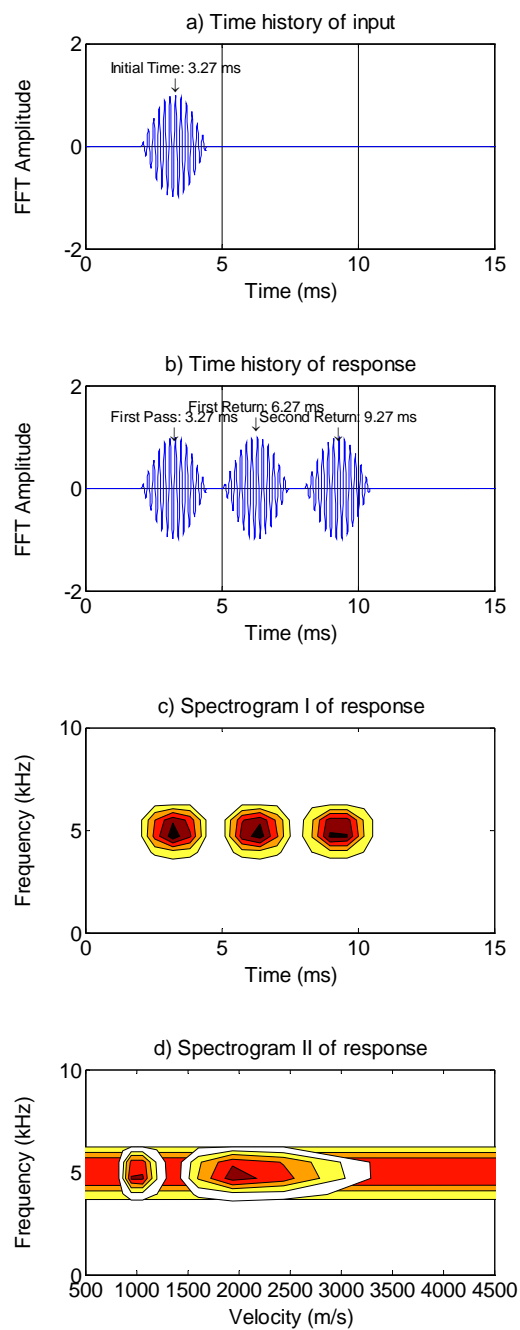 a) Time history of input
2
Initial Time: 3.27 ms
↓
FFT Amplitude
0
-2
0 5 10 15
Time (ms)
b) Time history of response
2
First Return: 6.27 ms
First Pass: 3.27 ms Second Return: 9.27 ms
↓ ↓ ↓
FFT Amplitude
0
-2
0 5 10 15
Time (ms)
c) Spectrogram I of response
10
Frequency (kHz)
5
0
0 5 10 15
Time (ms)
d) Spectrogram II of response
10
Frequency (kHz)
5
0
500 1000 1500 2000 2500 3000 3500 4000 4500
Velocity (m/s)